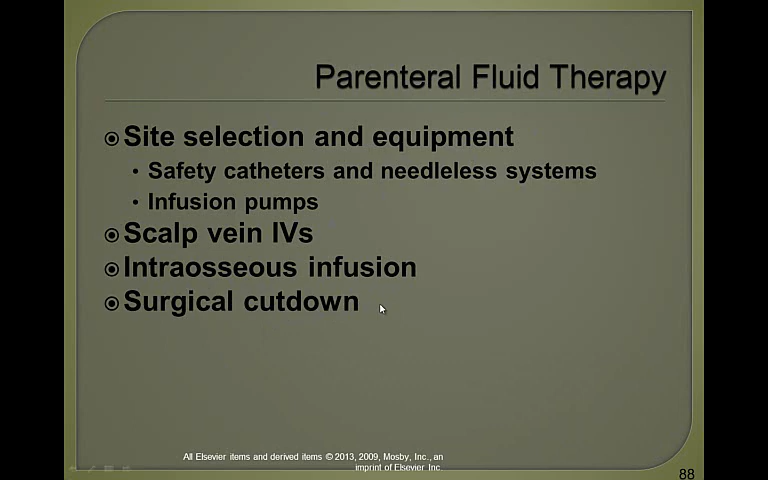 Parenteral Fluid Therapy
Site selection and equipment
• Safety catheters and needleless systems
• Infusion pumps
Scalp vein IVs
Intraosseous infusion
Surgical cutdown
All Elsevier items and derived items © 2013, 2009, Mosby, Inc., an
imprint of Elsevier Inc.
88